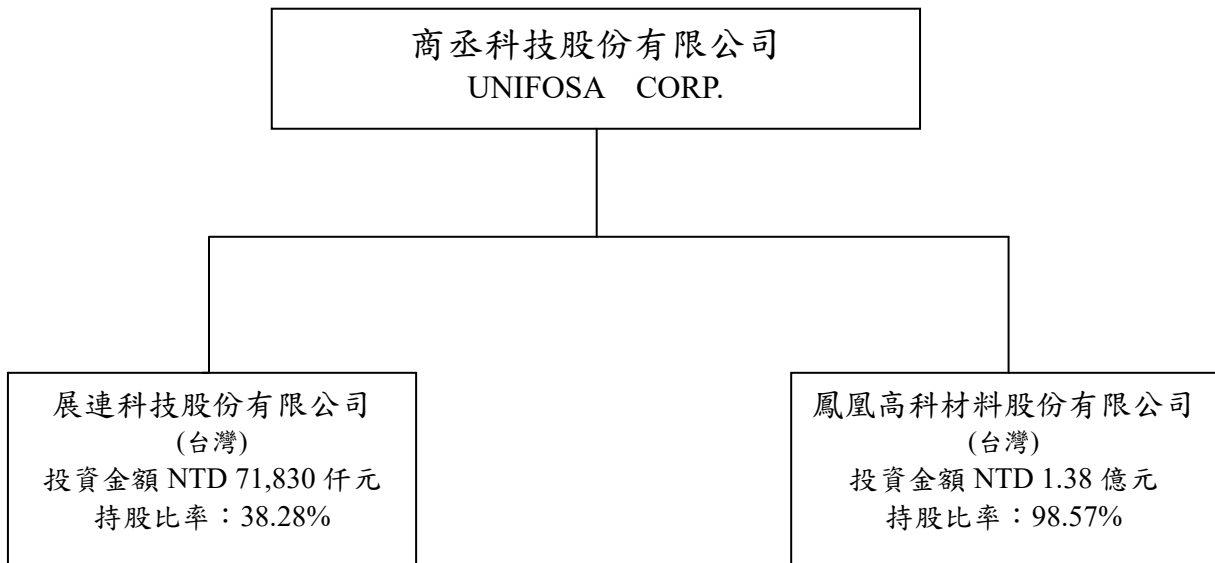 商丞科技股份有限公司
UNIFOSA CORP.
展連科技股份有限公司
(台灣)
投資金額 NTD 71,830 仟元
持股比率：38.28%
鳳凰高科材料股份有限公司
(台灣)
投資金額 NTD 1.38 億元
持股比率：98.57%